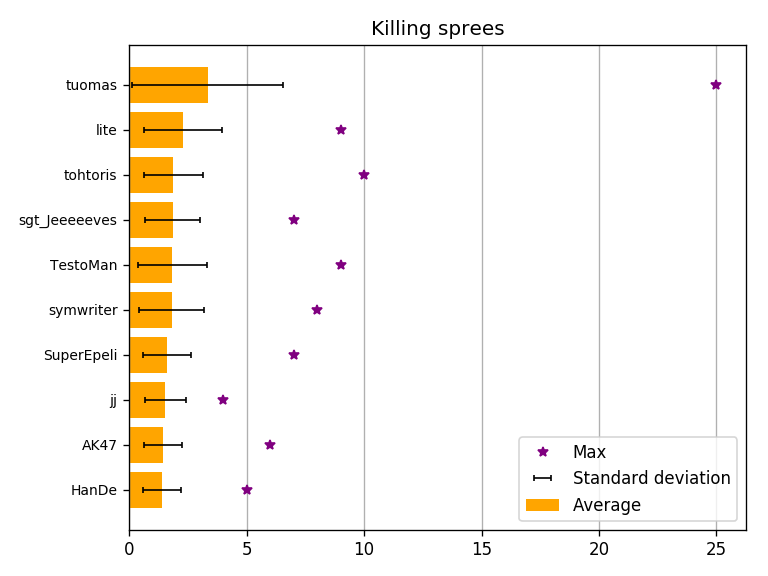 Killing sprees
tuomas
lite
tohtoris
sgt_Jeeeeeves
TestoMan
symwriter
SuperEpeli
jj
AK47
HanDe
Max
Standard deviation
Average
0 5 10 15 20 25